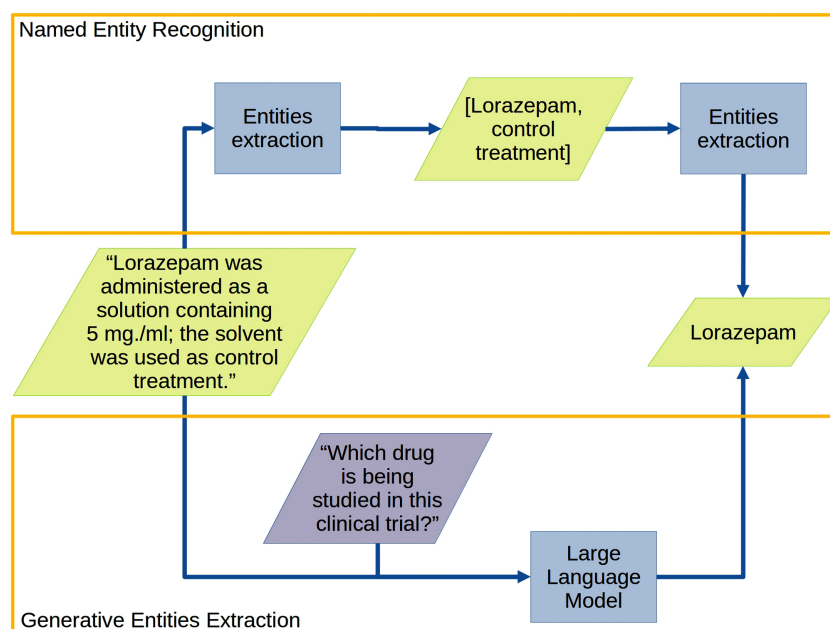 Named Entity Recognition
Entities
extraction
[Lorazepam,
control
treatment]
Entities
extraction
“Lorazepam was
administered as a
solution containing
5 mg./ml; the solvent
was used as control
treatment.”
Lorazepam
“Which drug
is being
studied in this
clinical trial?”
Large
Language
Model
Generative Entities Extraction